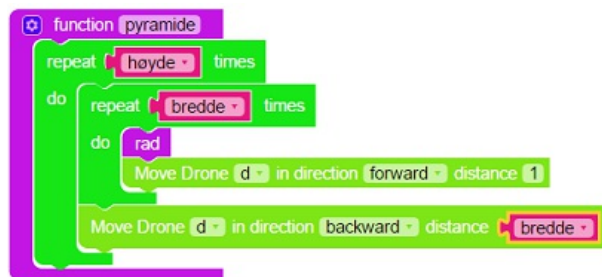 function pyramide
repeat høyde times
do repeat bredde times
do rad
Move Drone d in direction forward distance 1
Move Drone d in direction backward distance bredde